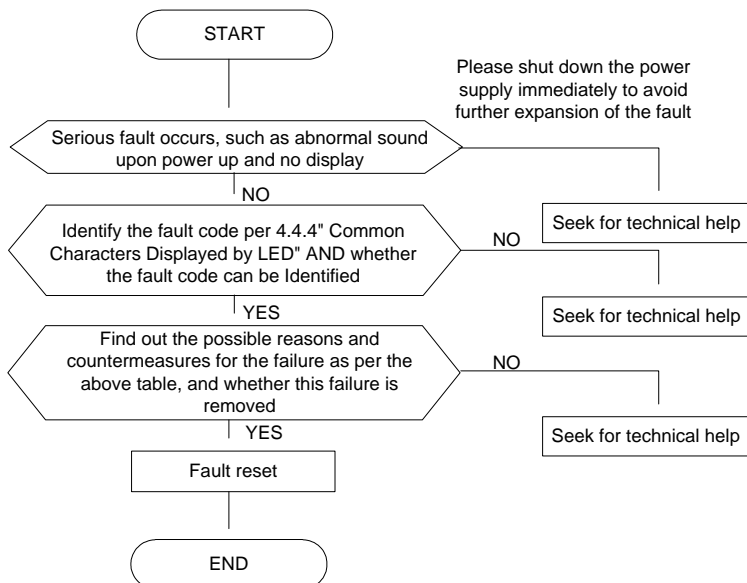 START
Please shut down the power
supply immediately to avoid
further expansion of the fault
Serious fault occurs, such as abnormal sound
upon power up and no display
NO
Seek for technical help
Identify the fault code per 4.4.4" Common
Characters Displayed by LED" AND whether
the fault code can be Identified
NO
YES
Seek for technical help
Find out the possible reasons and
countermeasures for the failure as per the
above table, and whether this failure is
removed
NO
YES
Seek for technical help
Fault reset
END